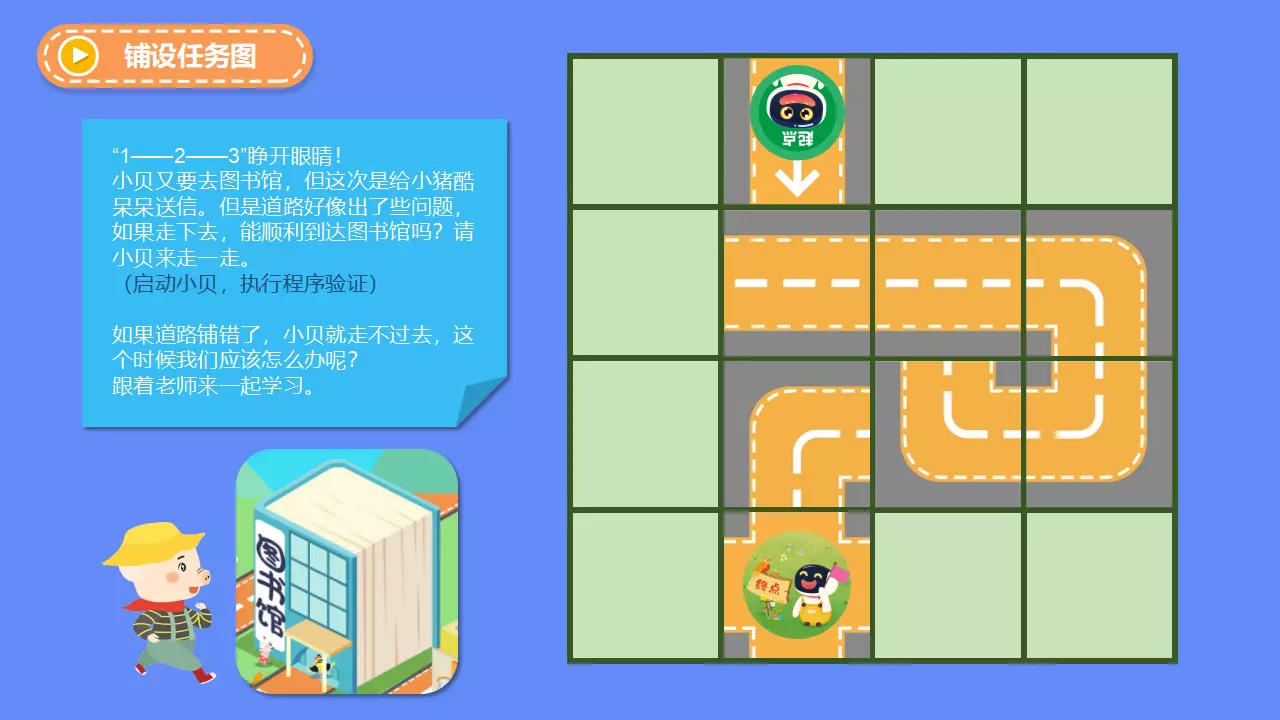 铺设任务图
“1——2——3”睁开眼睛！
小贝又要去图书馆，但这次是给小猪酷
呆呆送信。但是道路好像出了些问题，
如果走下去，能顺利到达图书馆吗？请
小贝来走一走。
（启动小贝，执行程序验证）
如果道路铺错了，小贝就走不过去，这
个时候我们应该怎么办呢？
跟着老师来一起学习。
起点
图书馆
终点